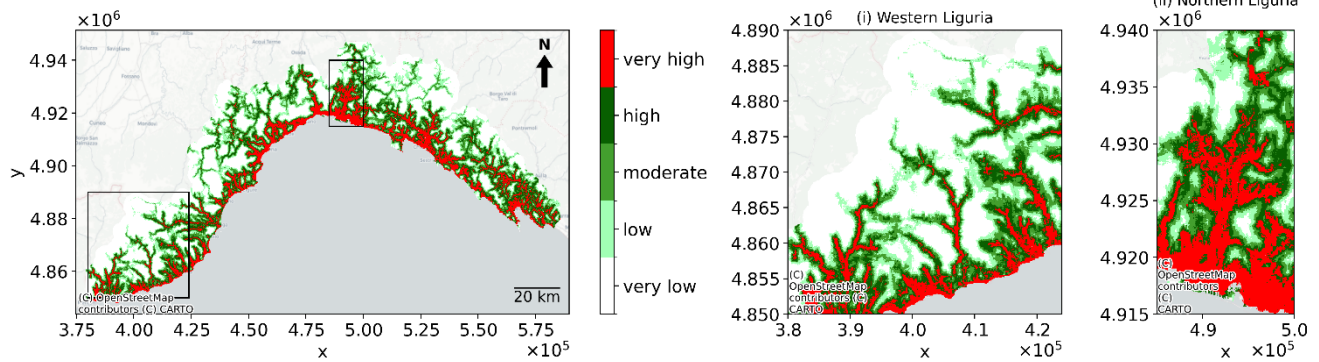 ×10⁶
4.94
4.92
4.90
4.88
4.86
y
3.75
4.00
4.25
4.50
4.75
5.00
5.25
5.50
5.75
x
×10⁵
N
20 km
(C) OpenStreetMap
contributors (C) CARTO
very high
high
moderate
low
very low
(i) Western Liguria
×10⁶
4.890
4.885
4.880
4.875
4.870
4.865
4.860
4.855
4.850
3.8
3.9
4.0
4.1
4.2
x
×10⁵
(C)
OpenStreetMap
contributors (C)
CARTO
(ii) Northern Liguria
×10⁶
4.940
4.935
4.930
4.925
4.920
4.915
4.9
5.0
x
×10⁵
(C)
OpenStreetMap
contributors
(C)
CARTO